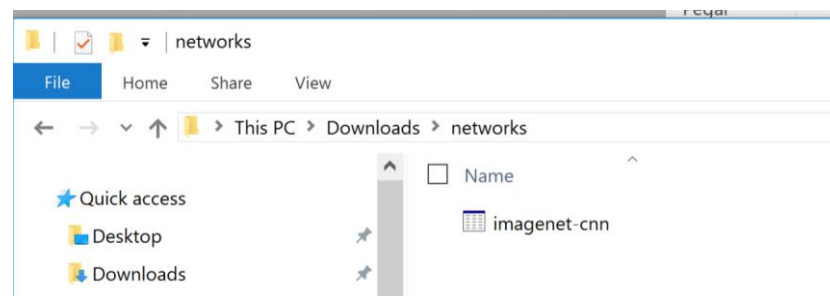 networks
File Home Share View
This PC > Downloads > networks
Quick access
Desktop
Downloads
Name
imagenet-cnn